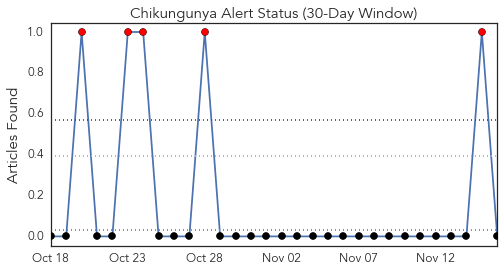 Chikungunya Alert Status (30-Day Window)
Articles Found
1.0
0.8
0.6
0.4
0.2
0.0
Oct 18 Oct 23 Oct 28 Nov 02 Nov 07 Nov 12